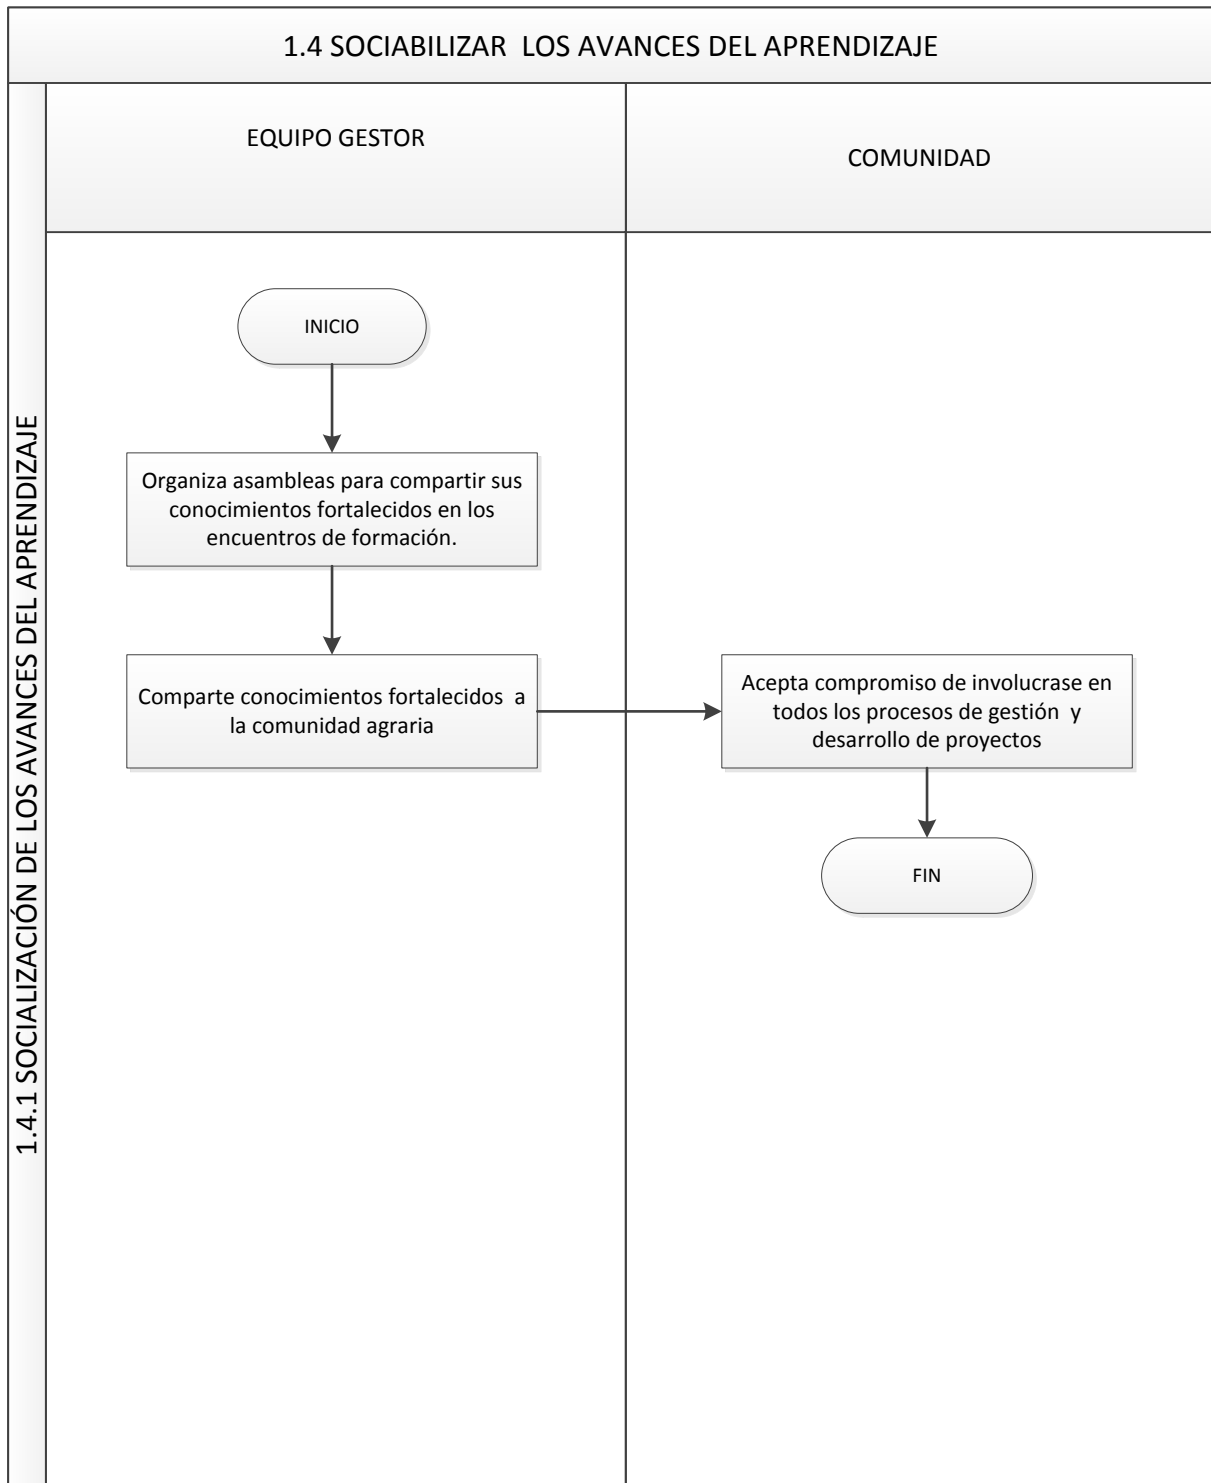 1.4 SOCIABILIZAR  LOS AVANCES DEL APRENDIZAJE
1.4.1 SOCIALIZACIÓN DE LOS AVANCES DEL APRENDIZAJE
EQUIPO GESTOR
COMUNIDAD
INICIO
Organiza asambleas para compartir sus
conocimientos fortalecidos en los
encuentros de formación.
Comparte conocimientos fortalecidos  a
la comunidad agraria
Acepta compromiso de involucrase en
todos los procesos de gestión  y
desarrollo de proyectos
FIN